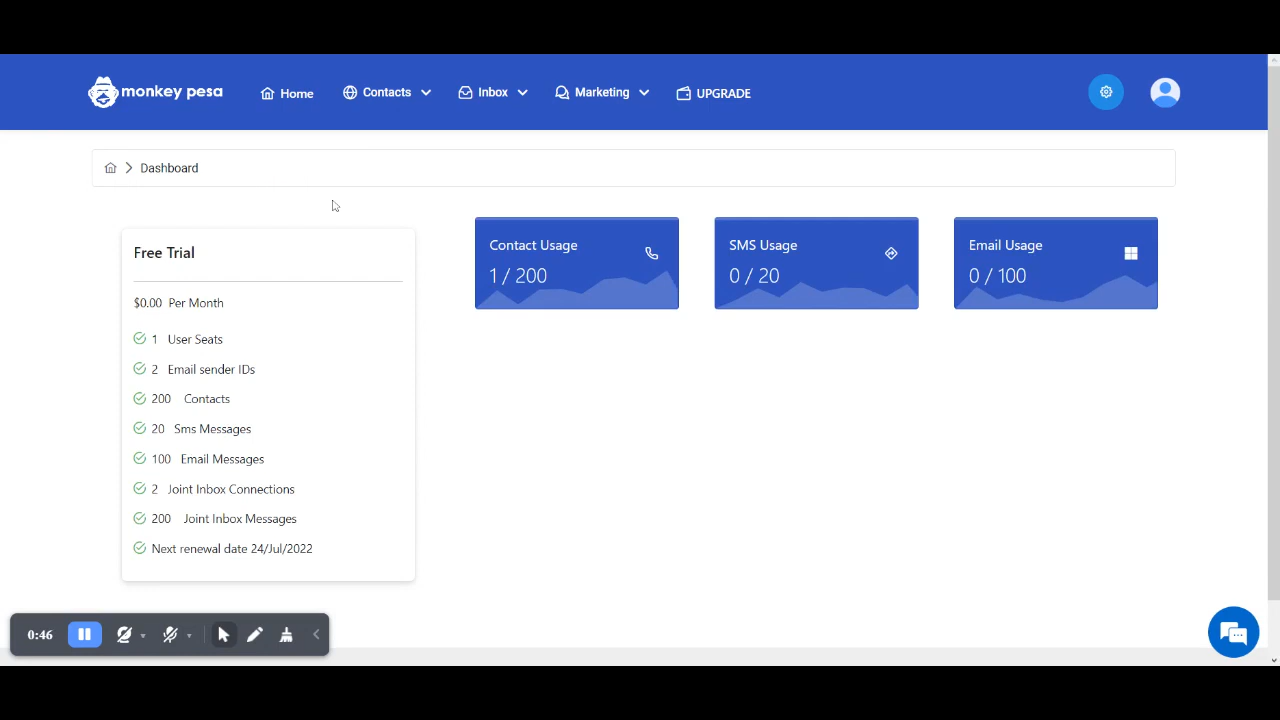 monkey pesa
Home
Contacts
Inbox
Marketing
UPGRADE
Dashboard
Free Trial
$0.00 Per Month
1 User Seats
2 Email sender IDs
200 Contacts
20 Sms Messages
100 Email Messages
2 Joint Inbox Connections
200 Joint Inbox Messages
Next renewal date 24/Jul/2022
Contact Usage
1 / 200
SMS Usage
0 / 20
Email Usage
0 / 100
0:46